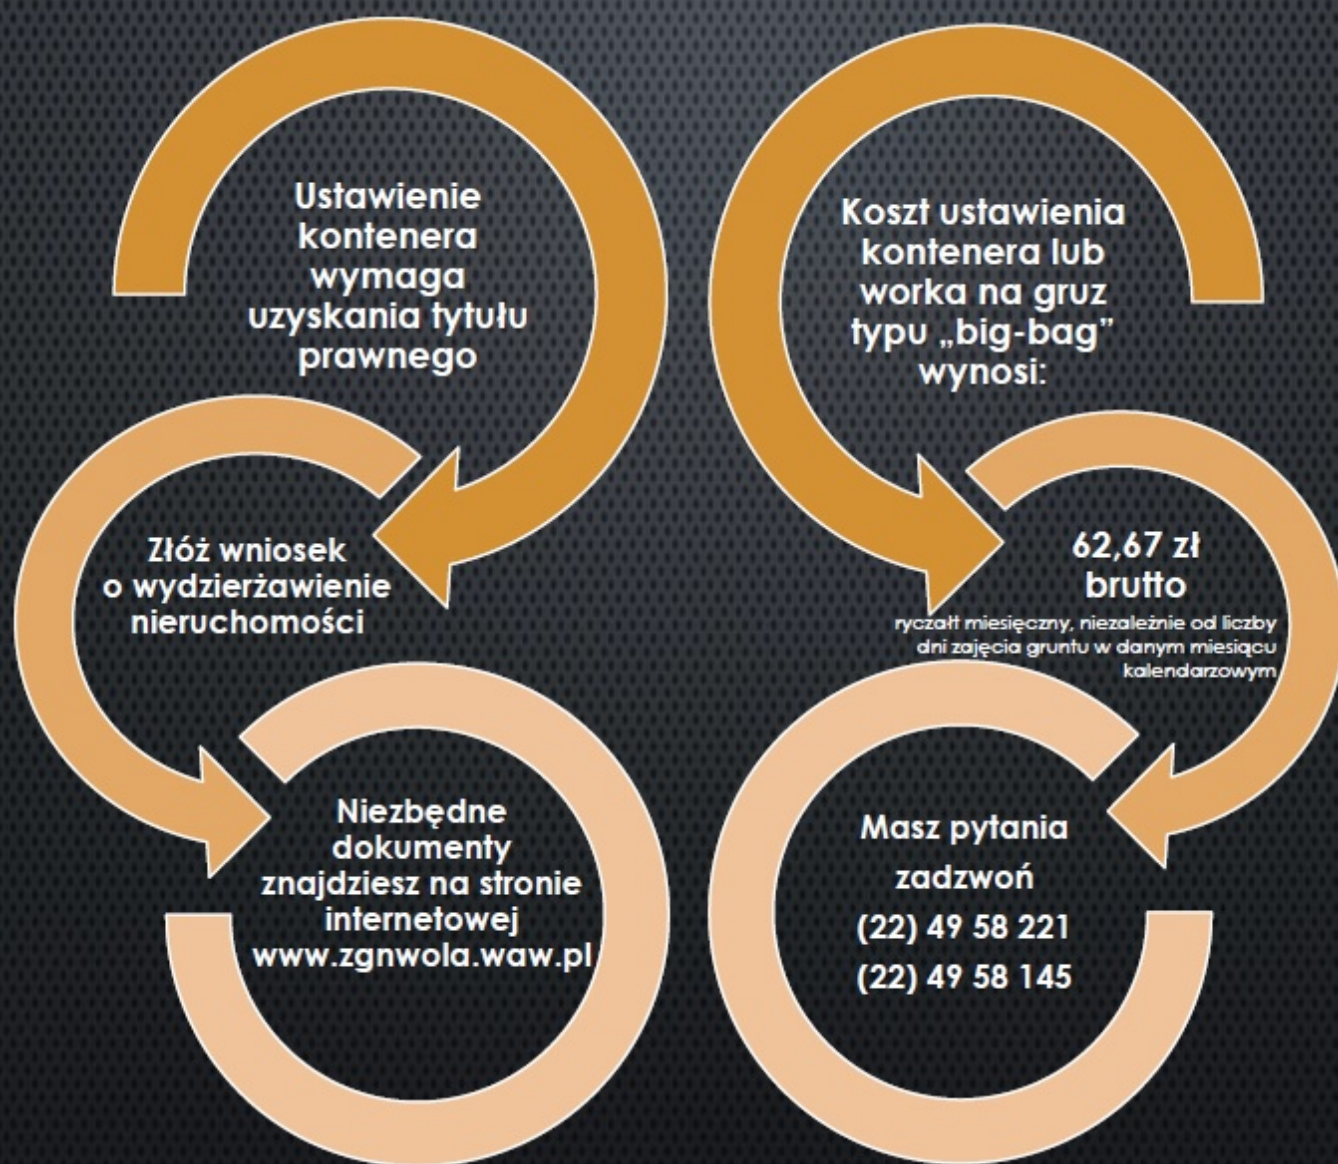 Ustawienie
kontenera
wymaga
uzyskania tytułu
prawnego
Złóż wniosek
o wydzierżawienie
nieruchomości
Niezbędne
dokumenty
znajdziesz na stronie
internetowej
www.zgnwola.waw.pl
Koszt ustawienia
kontenera lub
worka na gruz
typu „big-bag”
wynosi:
62,67 zł
brutto
ryczałt miesięczny, niezależnie od liczby
dni zajęcia gruntu w danym miesiącu
kalendarzowym
Masz pytania
zadzwoń
(22) 49 58 221
(22) 49 58 145